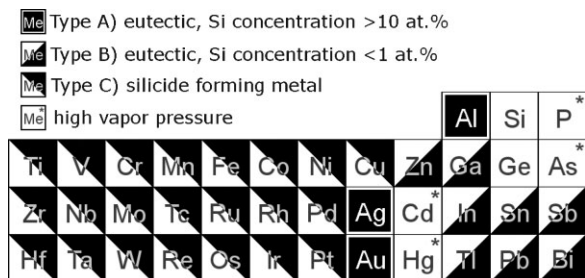 Me Type A) eutectic, Si concentration >10 at.%
Me Type B) eutectic, Si concentration <1 at.%
Me Type C) silicide forming metal
Me* high vapor pressure
Al Si P*
Ti V Cr Mn Fe Co Ni Cu Zn Ga Ge As*
Zr Nb Mo Tc Ru Rh Pd Ag Cd* In Sn Sb
Hf Ta W Re Os Ir Pt Au Hg* Tl Pb Bi